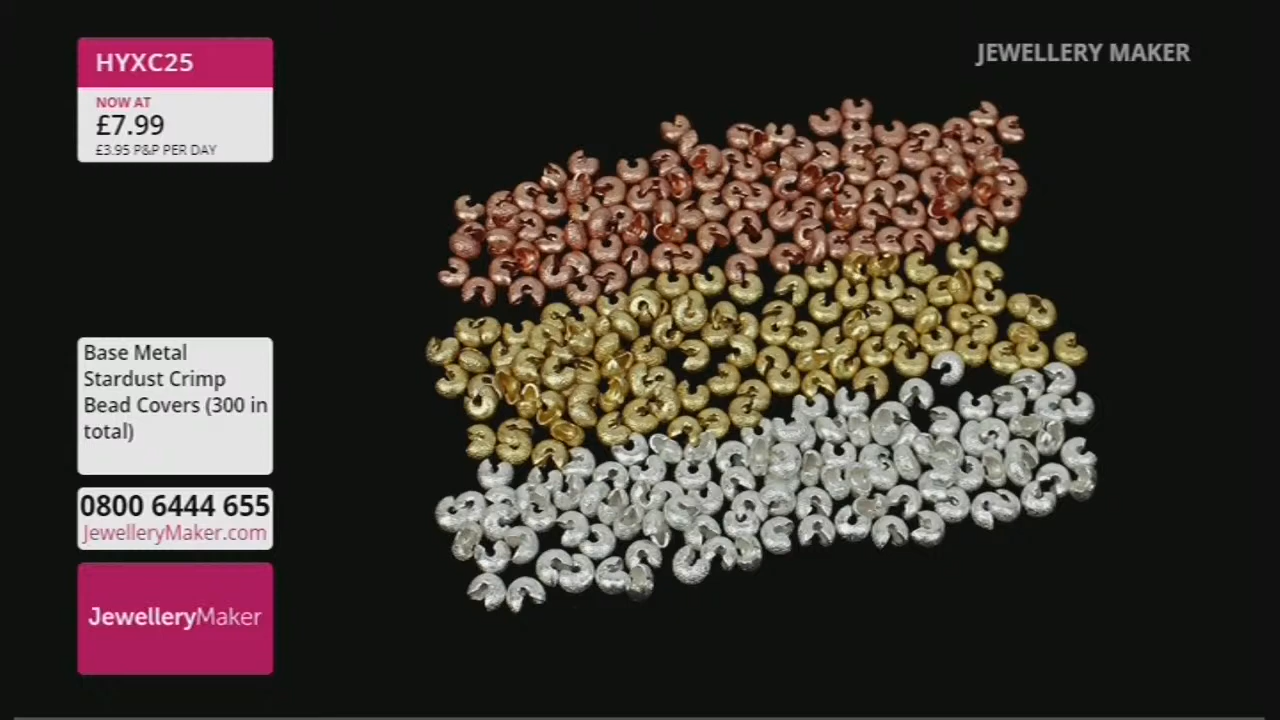 HYXC25
NOW AT
£7.99
£3.95 P&P PER DAY
JEWELLERY MAKER
Base Metal
Stardust Crimp
Bead Covers (300 in
total)
0800 6444 655
JewelleryMaker.com
JewelleryMaker